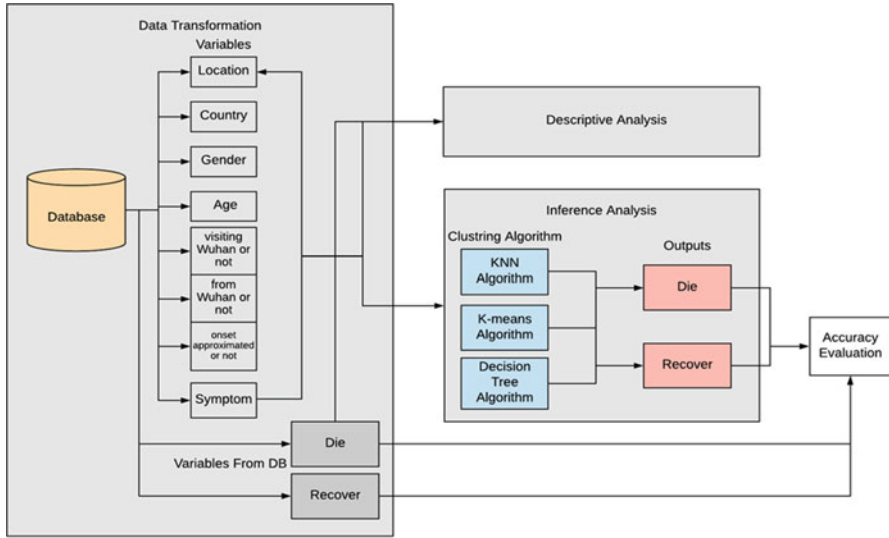 Data Transformation
Variables
Location
Country
Gender
Age
visiting
Wuhan or
not
from
Wuhan or
not
onset
approximated
or not
Symptom
Database
Die
Variables From DB
Recover
Descriptive Analysis
Inference Analysis
Clustring Algorithm
KNN
Algorithm
K-means
Algorithm
Decision
Tree
Algorithm
Outputs
Die
Recover
Accuracy
Evaluation